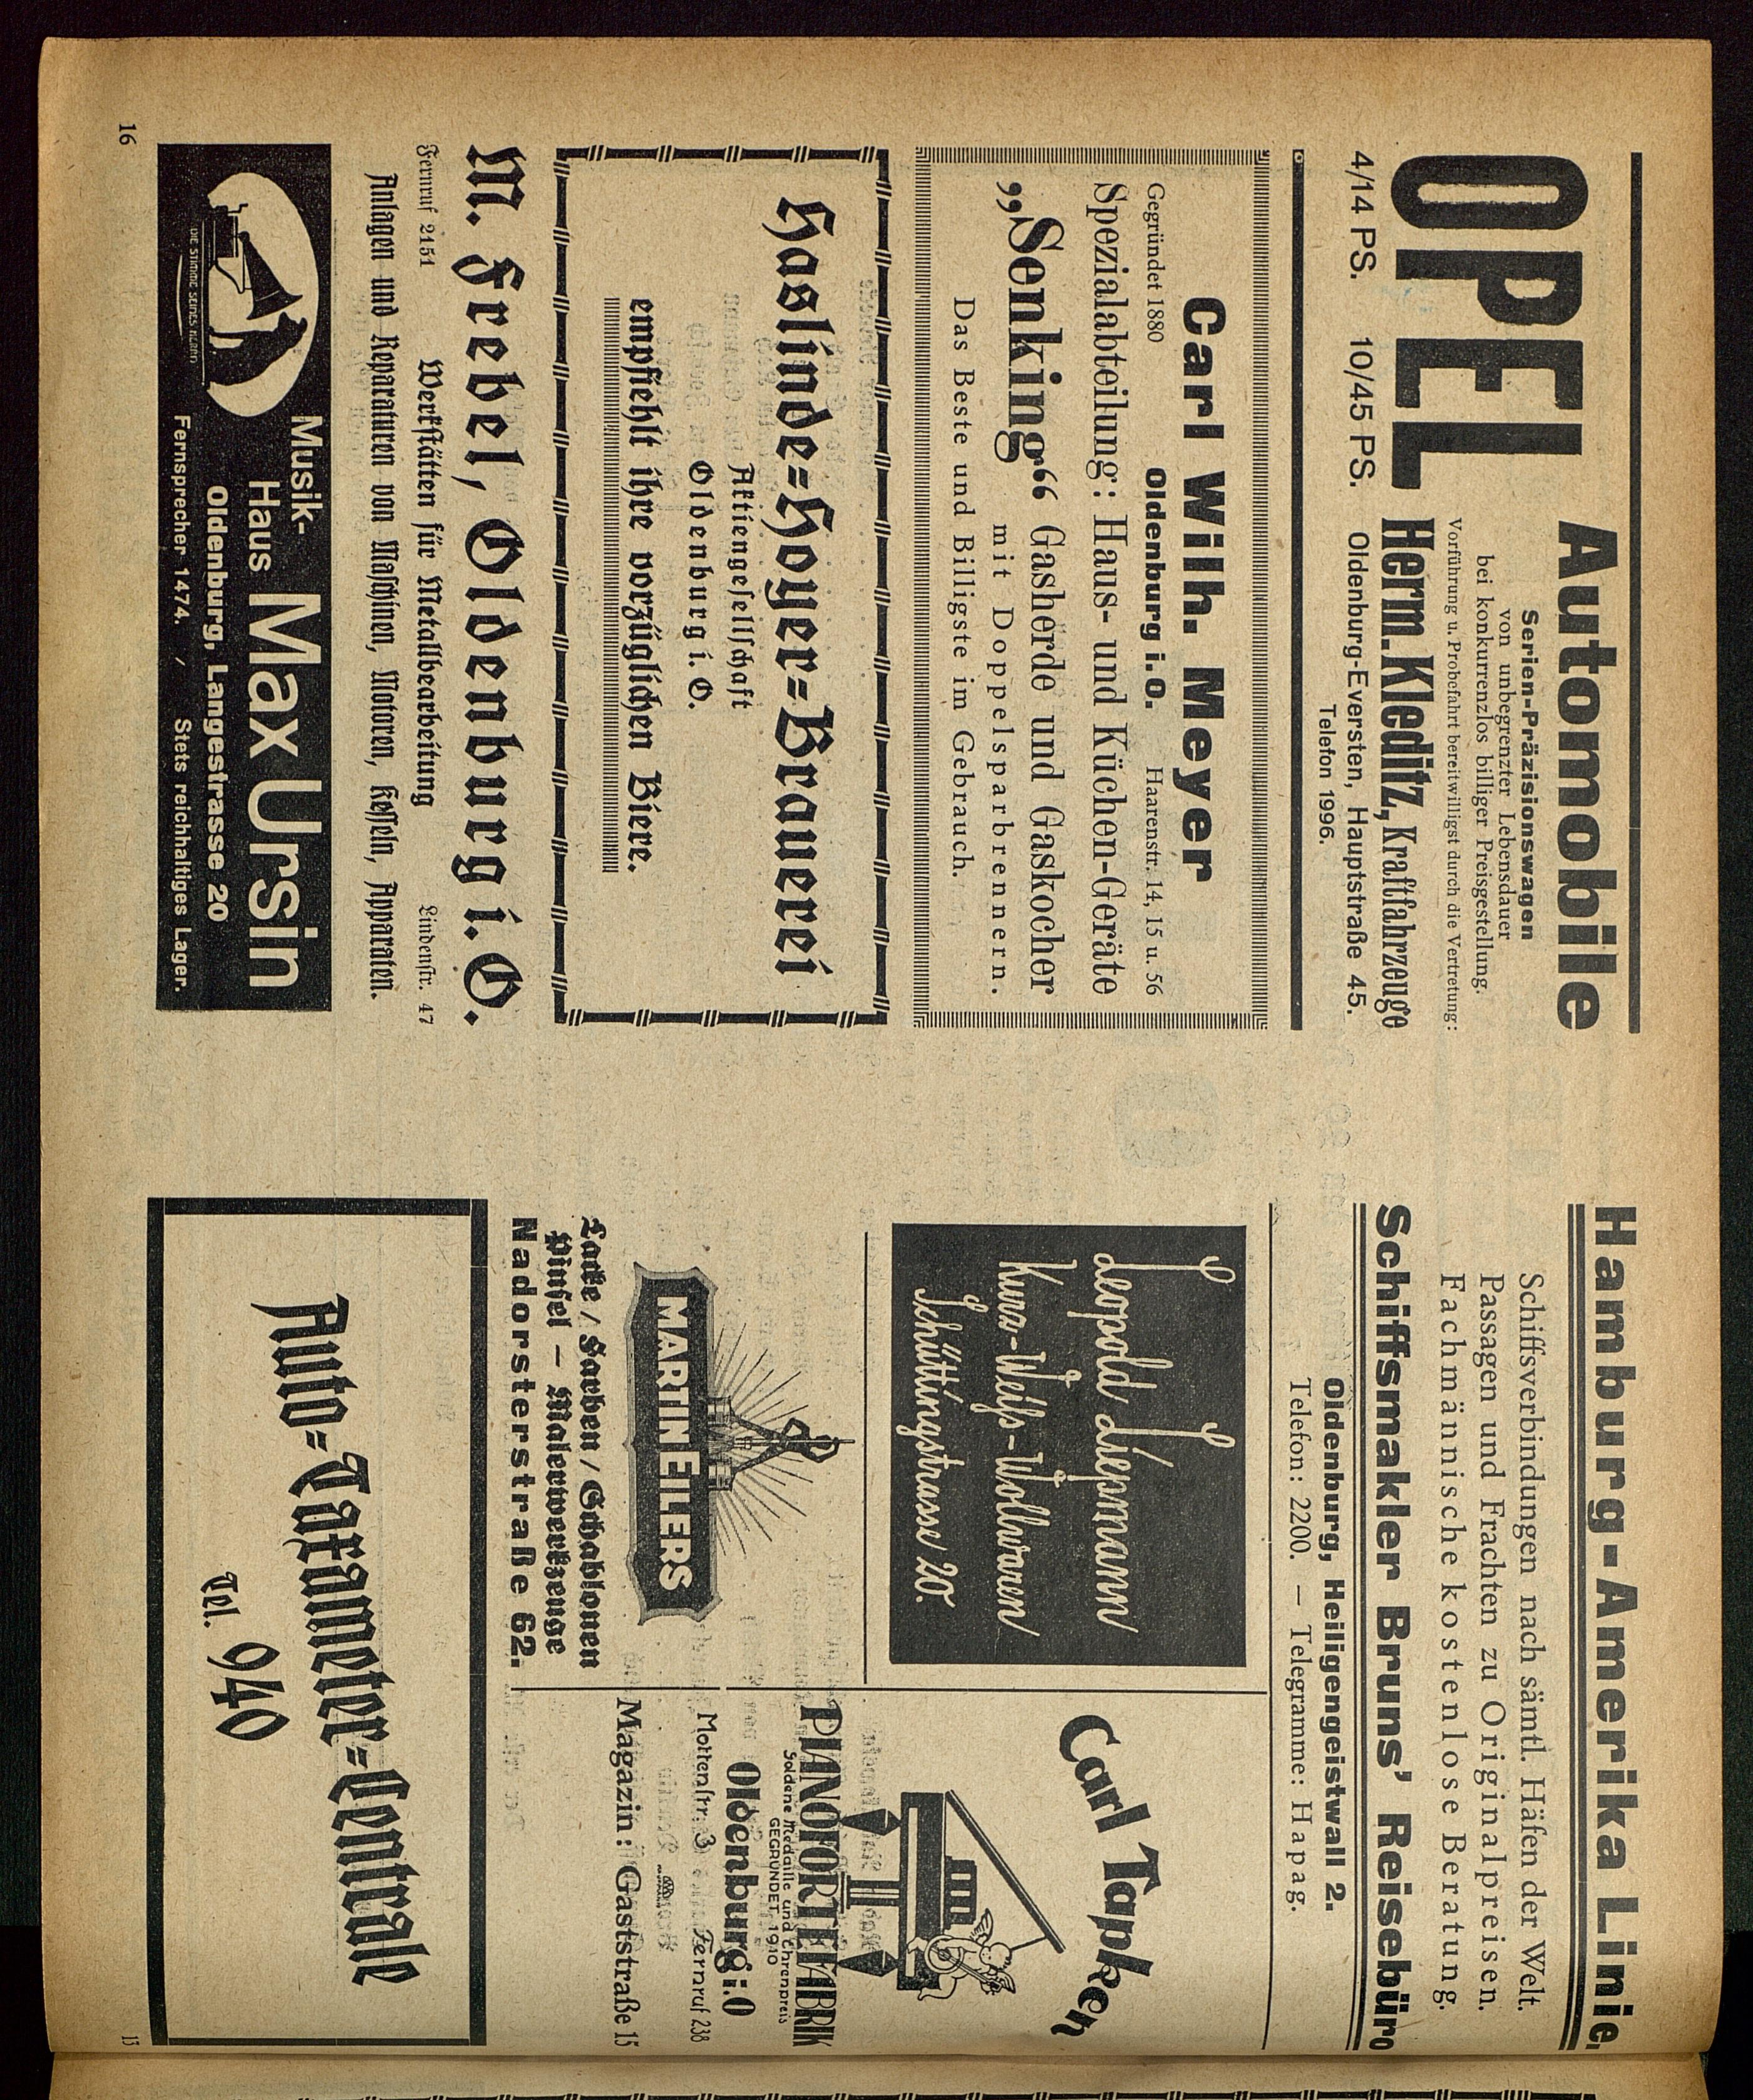 OPEL Automobile
Serien-Präzisionswagen
von unbegrenzter Lebensdauer
bei konkurrenzlos billiger Preisgestellung.
Vorführung u. Probefahrt bereitwilligst durch die Vertretung:
Herm. Kleditz, Kraftfahrzeuge
4/14 PS. 10/45 PS. Oldenburg-Eversten, Hauptstraße 45.
Telefon 1996.
Carl Wilh. Meyer
Gegründet 1880 Oldenburg i.O. Haarenstr. 14, 15 u. 56
Spezialabteilung: Haus- und Küchen-Geräte
„Senking“ Gasherde und Gaskocher
mit Doppelsparbrennern.
Das Beste und Billigste im Gebrauch.
Haslinde-Hoyer-Brauerei
Aktiengesellschaft
Oldenburg i. O.
empfiehlt ihre vorzüglichen Biere.
M. Frebel, Oldenburg i. O.
Fernruf 2151 Werkstätten für Metallbearbeitung Lindenstr. 47
Anlagen und Reparaturen von Maschinen, Motoren, Kesseln, Apparaten.
DIE STIMME SEINES HERRN
Musik-
Haus Max Ursin
Oldenburg, Langestrasse 20
Fernsprecher 1474. / Stets reichhaltiges Lager.
16
Hamburg-Amerika Linie,
Schiffsverbindungen nach sämtl. Häfen der Welt.
Passagen und Frachten zu Originalpreisen.
Fachmännische kostenlose Beratung.
Schiffsmakler Bruns' Reisebüro
Oldenburg, Heiligengeistwall 2.
Telefon: 2200. — Telegramme: Hapag.
Leopold Liepmann
Kurz-Weiß-Wollwaren
Schüttingstrasse 20.
MARTIN EILERS
Lacke / Farben / Schablonen
Pinsel — Malerwerkzeuge
Nadorsterstraße 62.
Carl Tapken
PIANOFORTEFABRIK
Goldene Medaille und Ehrenpreis
GEGRÜNDET 1910
Oldenburg i.O
Mottenstr. 3 Fernruf 238
Magazin: Gaststraße 15
Auto-Taxameter-Zentrale
Tel. 940
15